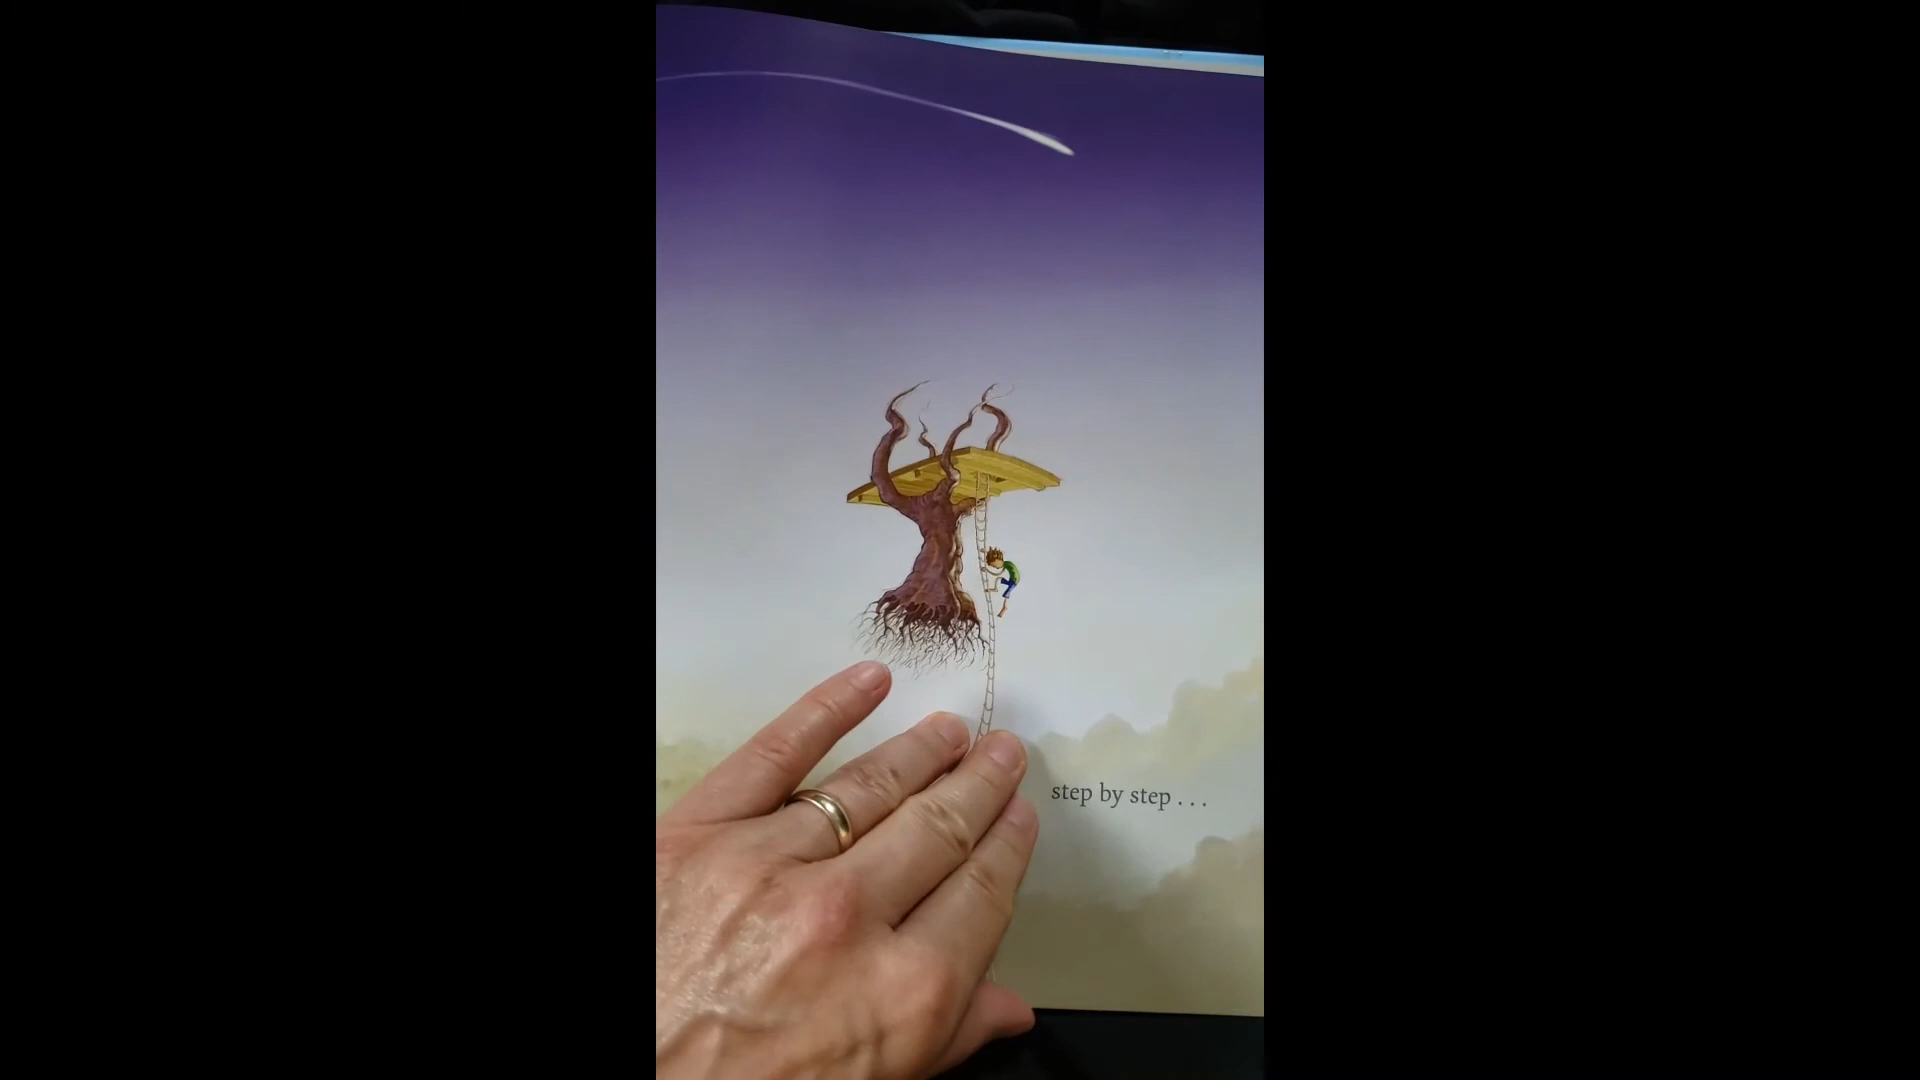 step by step . . .